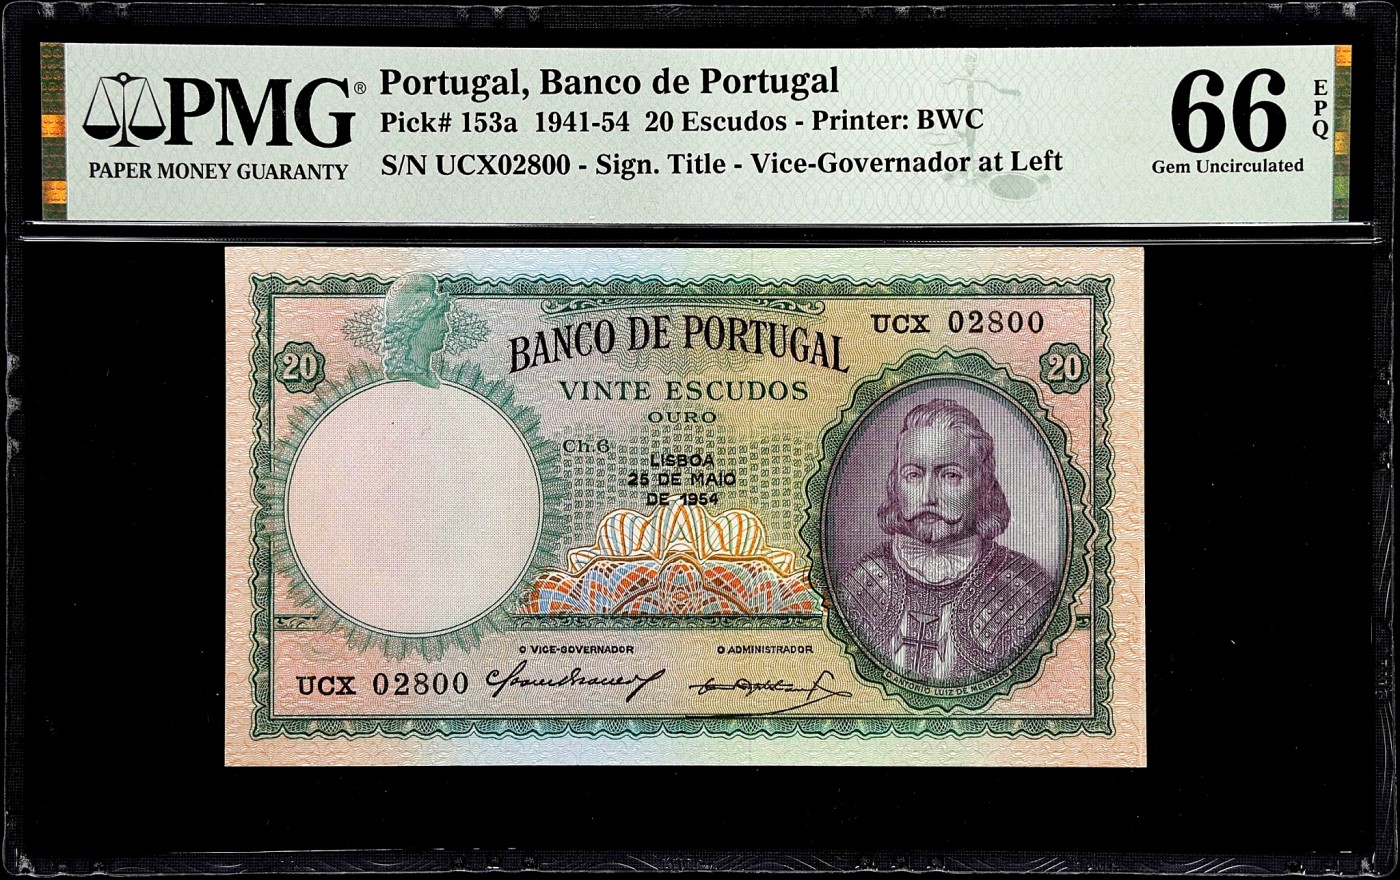 PMG®
PAPER MONEY GUARANTY
Portugal, Banco de Portugal
Pick# 153a 1941-54 20 Escudos - Printer: BWC
S/N UCX02800 - Sign. Title - Vice-Governador at Left
66
EPQ
Gem Uncirculated
UCX 02800
BANCO DE PORTUGAL
20
20
VINTE ESCUDOS
OURO
Ch.6
LISBOA
25 DE MAIO
DE 1954
O VICE-GOVERNADOR
O ADMINISTRADOR
UCX 02800
D. ANTONIO LUIZ DE MENEZES